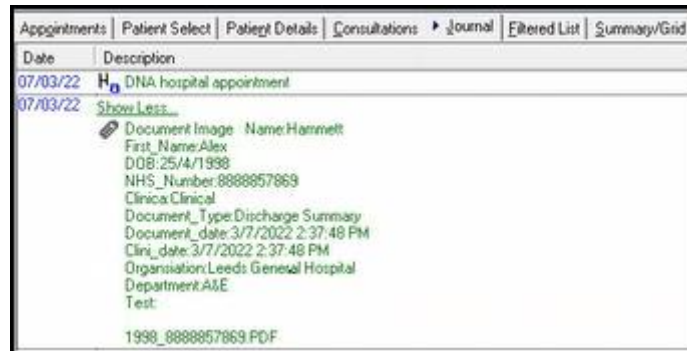 Appointments Patient Select Patient Details Consultations Journal Filtered List Summary/Grid
Date Description
07/03/22 H DNA hospital appointment
07/03/22 Show Less...
Document Image Name:Hammett
First_Name:Alex
DOB:25/4/1998
NHS_Number:8888857869
Clinica:Clinical
Document_Type:Discharge Summary
Document_date:3/7/2022 2:37:48 PM
Clini_date:3/7/2022 2:37:48 PM
Organsiation:Leeds General Hospital
Department:A&E
Test:
1998_8888857869.PDF